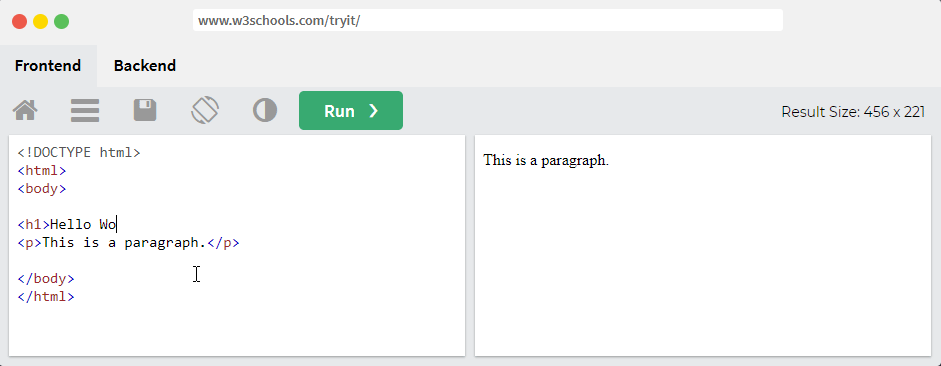 www.w3schools.com/tryit/
Frontend Backend
Run ❯ Result Size: 456 x 221
<!DOCTYPE html>
<html>
<body>
<h1>Hello Wo
<p>This is a paragraph.</p>
</body>
</html>
This is a paragraph.